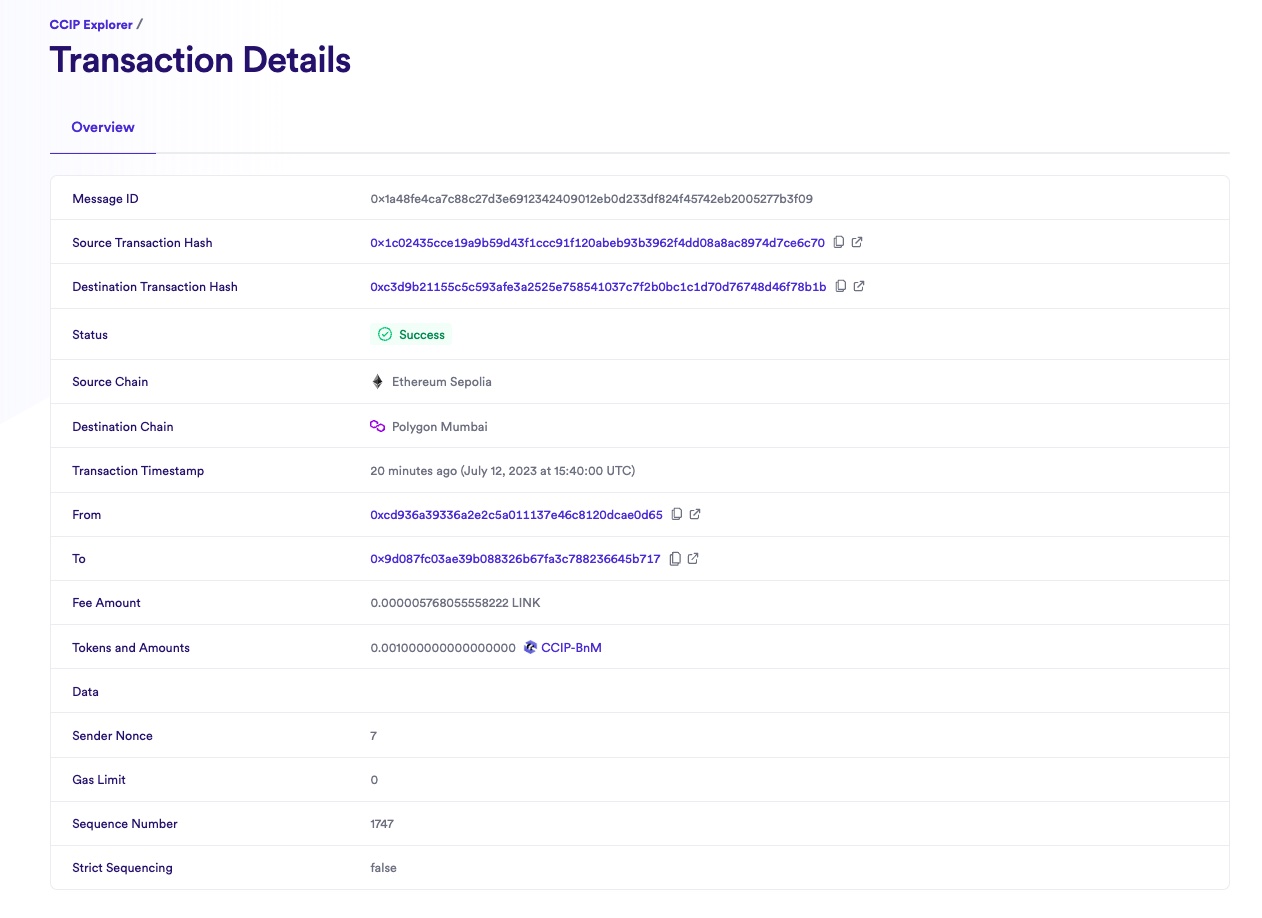 CCIP Explorer /
Transaction Details
Overview
Message ID 0x1a48fe4ca7c88c27d3e6912342409012eb0d233df824f45742eb2005277b3f09
Source Transaction Hash 0x1c02435cce19a9b59d43f1ccc91f120abeb93b3962f4dd08a8ac8974d7ce6c70
Destination Transaction Hash 0xc3d9b21155c5c593afe3a2525e758541037c7f2b0bc1c1d70d76748d46f78b1b
Status Success
Source Chain Ethereum Sepolia
Destination Chain Polygon Mumbai
Transaction Timestamp 20 minutes ago (July 12, 2023 at 15:40:00 UTC)
From 0xcd936a39336a2e2c5a011137e46c8120dcae0d65
To 0x9d087fc03ae39b088326b67fa3c788236645b717
Fee Amount 0.000005768055558222 LINK
Tokens and Amounts 0.001000000000000000 CCIP-BnM
Data
Sender Nonce 7
Gas Limit 0
Sequence Number 1747
Strict Sequencing false